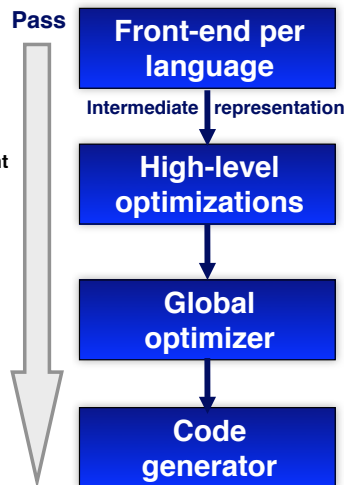 Pass
Front-end per
language
Intermediate representation
High-level
optimizations
Global
optimizer
Code
generator